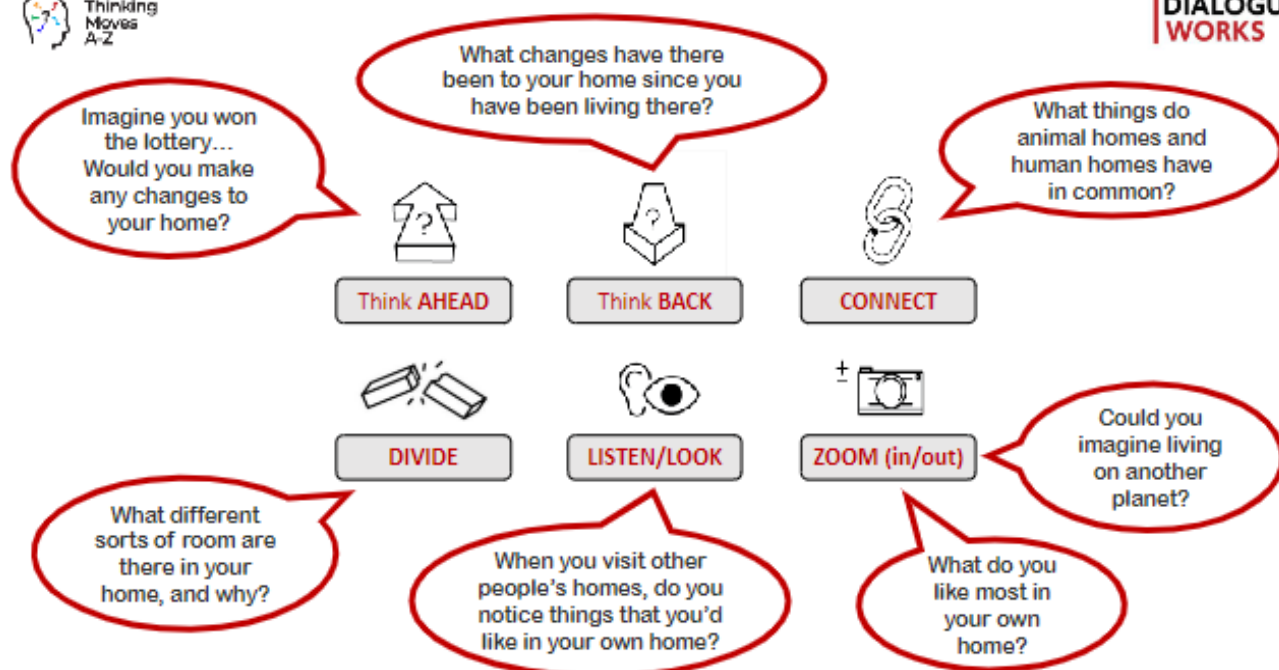 Thinking
Moves
A-Z
DIALOGU
WORKS
What changes have there
been to your home since you
have been living there?
Imagine you won
the lottery...
Would you make
any changes to
your home?
What things do
animal homes and
human homes have
in common?
?
?
Think AHEAD
Think BACK
CONNECT
±
DIVIDE
LISTEN/LOOK
ZOOM (in/out)
Could you
imagine living
on another
planet?
What different
sorts of room are
there in your
home, and why?
When you visit other
people's homes, do you
notice things that you'd
like in your own home?
What do you
like most in
your own
home?